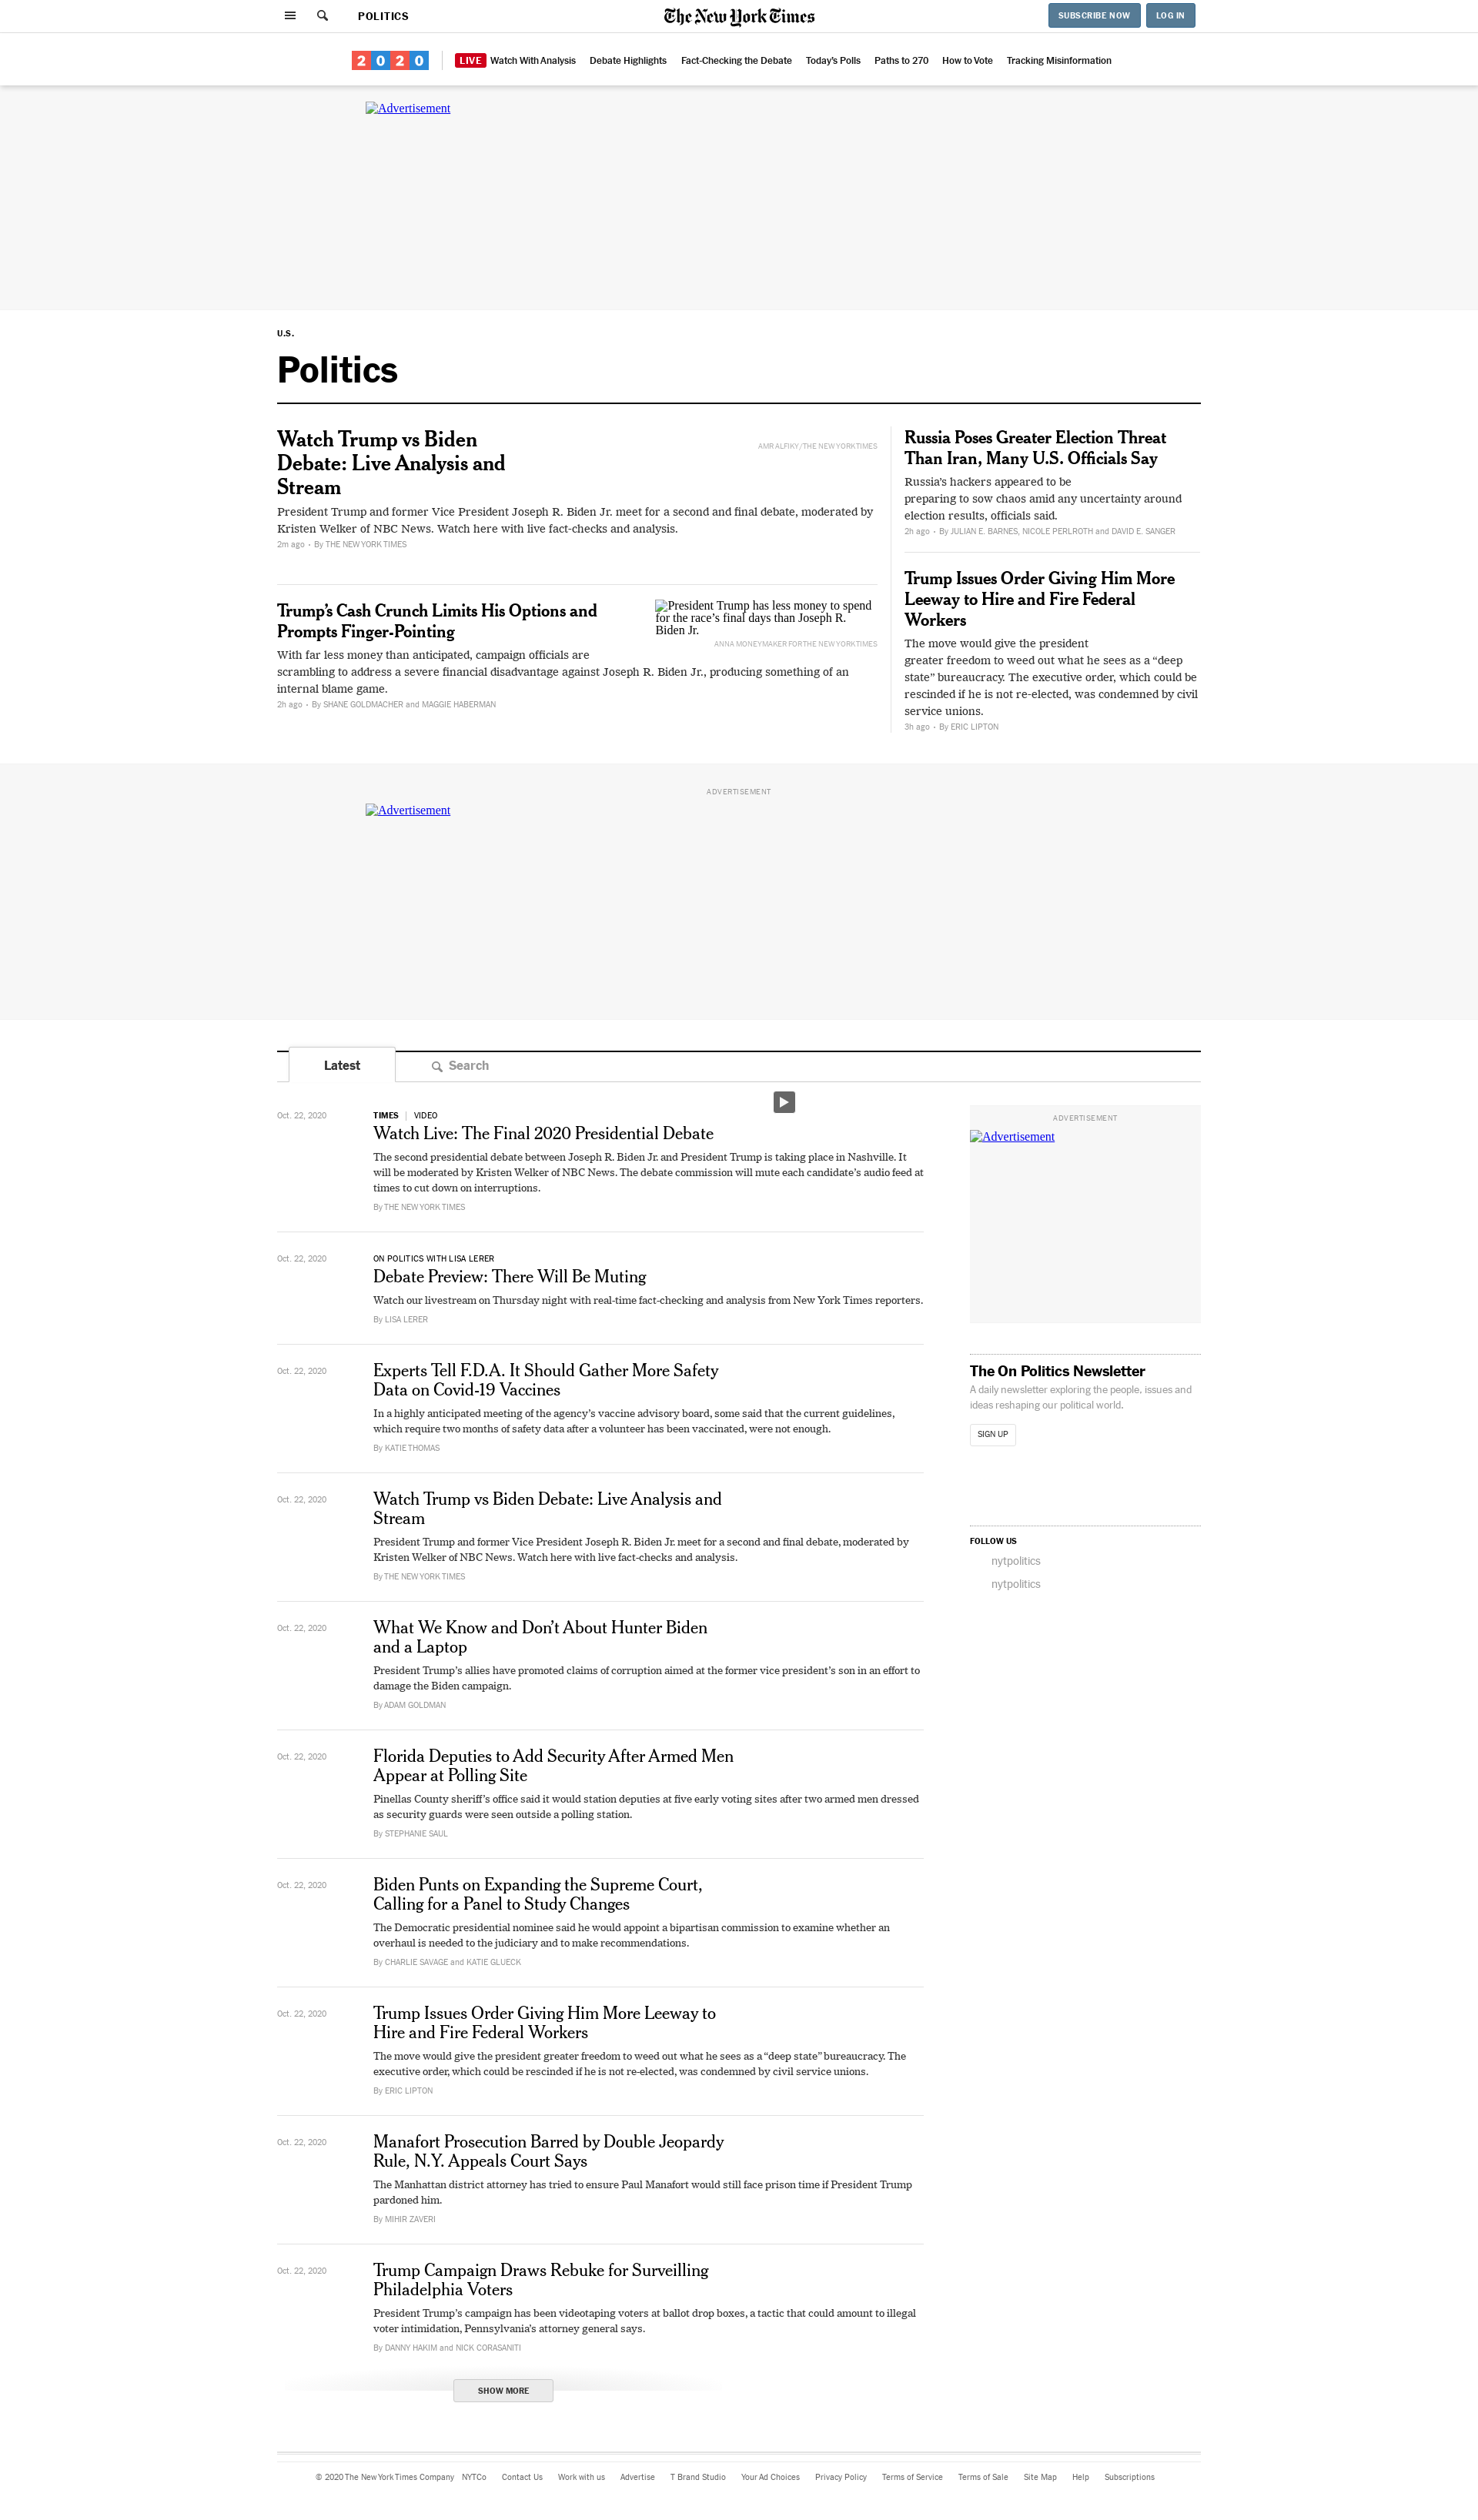 POLITICS
The New York Times
SUBSCRIBE NOW
LOG IN
2020
LIVE Watch With Analysis
Debate Highlights
Fact-Checking the Debate
Today's Polls
Paths to 270
How to Vote
Tracking Misinformation
Advertisement
U.S.
Politics
Watch Trump vs Biden
Debate: Live Analysis and
Stream
AMR ALFIKY/THE NEW YORK TIMES
President Trump and former Vice President Joseph R. Biden Jr. meet for a second and final debate, moderated by
Kristen Welker of NBC News. Watch here with live fact-checks and analysis.
2m ago • By THE NEW YORK TIMES
Trump’s Cash Crunch Limits His Options and
Prompts Finger-Pointing
President Trump has less money to spend
for the race’s final days than Joseph R.
Biden Jr.
ANNA MONEYMAKER FOR THE NEW YORK TIMES
With far less money than anticipated, campaign officials are
scrambling to address a severe financial disadvantage against Joseph R. Biden Jr., producing something of an
internal blame game.
2h ago • By SHANE GOLDMACHER and MAGGIE HABERMAN
Russia Poses Greater Election Threat
Than Iran, Many U.S. Officials Say
Russia’s hackers appeared to be
preparing to sow chaos amid any uncertainty around
election results, officials said.
2h ago • By JULIAN E. BARNES, NICOLE PERLROTH and DAVID E. SANGER
Trump Issues Order Giving Him More
Leeway to Hire and Fire Federal
Workers
The move would give the president
greater freedom to weed out what he sees as a “deep
state” bureaucracy. The executive order, which could be
rescinded if he is not re-elected, was condemned by civil
service unions.
3h ago • By ERIC LIPTON
ADVERTISEMENT
Advertisement
Latest
Search
Oct. 22, 2020
TIMES | VIDEO
Watch Live: The Final 2020 Presidential Debate
The second presidential debate between Joseph R. Biden Jr. and President Trump is taking place in Nashville. It
will be moderated by Kristen Welker of NBC News. The debate commission will mute each candidate’s audio feed at
times to cut down on interruptions.
By THE NEW YORK TIMES
Oct. 22, 2020
ON POLITICS WITH LISA LERER
Debate Preview: There Will Be Muting
Watch our livestream on Thursday night with real-time fact-checking and analysis from New York Times reporters.
By LISA LERER
Oct. 22, 2020
Experts Tell F.D.A. It Should Gather More Safety
Data on Covid-19 Vaccines
In a highly anticipated meeting of the agency’s vaccine advisory board, some said that the current guidelines,
which require two months of safety data after a volunteer has been vaccinated, were not enough.
By KATIE THOMAS
Oct. 22, 2020
Watch Trump vs Biden Debate: Live Analysis and
Stream
President Trump and former Vice President Joseph R. Biden Jr. meet for a second and final debate, moderated by
Kristen Welker of NBC News. Watch here with live fact-checks and analysis.
By THE NEW YORK TIMES
Oct. 22, 2020
What We Know and Don’t About Hunter Biden
and a Laptop
President Trump’s allies have promoted claims of corruption aimed at the former vice president’s son in an effort to
damage the Biden campaign.
By ADAM GOLDMAN
Oct. 22, 2020
Florida Deputies to Add Security After Armed Men
Appear at Polling Site
Pinellas County sheriff’s office said it would station deputies at five early voting sites after two armed men dressed
as security guards were seen outside a polling station.
By STEPHANIE SAUL
Oct. 22, 2020
Biden Punts on Expanding the Supreme Court,
Calling for a Panel to Study Changes
The Democratic presidential nominee said he would appoint a bipartisan commission to examine whether an
overhaul is needed to the judiciary and to make recommendations.
By CHARLIE SAVAGE and KATIE GLUECK
Oct. 22, 2020
Trump Issues Order Giving Him More Leeway to
Hire and Fire Federal Workers
The move would give the president greater freedom to weed out what he sees as a “deep state” bureaucracy. The
executive order, which could be rescinded if he is not re-elected, was condemned by civil service unions.
By ERIC LIPTON
Oct. 22, 2020
Manafort Prosecution Barred by Double Jeopardy
Rule, N.Y. Appeals Court Says
The Manhattan district attorney has tried to ensure Paul Manafort would still face prison time if President Trump
pardoned him.
By MIHIR ZAVERI
Oct. 22, 2020
Trump Campaign Draws Rebuke for Surveilling
Philadelphia Voters
President Trump’s campaign has been videotaping voters at ballot drop boxes, a tactic that could amount to illegal
voter intimidation, Pennsylvania’s attorney general says.
By DANNY HAKIM and NICK CORASANITI
SHOW MORE
ADVERTISEMENT
Advertisement
The On Politics Newsletter
A daily newsletter exploring the people, issues and
ideas reshaping our political world.
SIGN UP
FOLLOW US
nytpolitics
nytpolitics
© 2020 The New York Times Company
NYTCo
Contact Us
Work with us
Advertise
T Brand Studio
Your Ad Choices
Privacy Policy
Terms of Service
Terms of Sale
Site Map
Help
Subscriptions